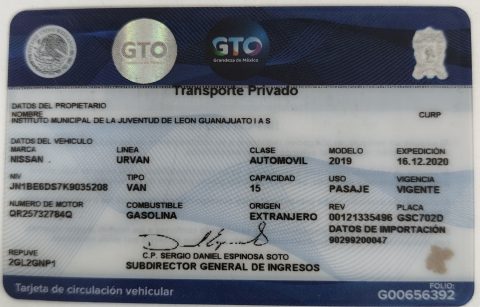 GTO
GTO
Grandeza de México
Transporte Privado
DATOS DEL PROPIETARIO
NOMBRE CURP
INSTITUTO MUNICIPAL DE LA JUVENTUD DE LEON GUANAJUATO I A S
DATOS DEL VEHICULO
MARCA LINEA CLASE MODELO EXPEDICIÓN
NISSAN . URVAN AUTOMOVIL 2019 16.12.2020
NIV TIPO CAPACIDAD USO VIGENCIA
JN1BE6DS7K9035208 VAN 15 PASAJE VIGENTE
NUMERO DE MOTOR COMBUSTIBLE ORIGEN REV PLACA
QR25732784Q GASOLINA EXTRANJERO 00121335496 GSC702D
DATOS DE IMPORTACIÓN
90299200047
REPUVE
2GL2GNP1
C.P. SERGIO DANIEL ESPINOSA SOTO
SUBDIRECTOR GENERAL DE INGRESOS
Tarjeta de circulación vehicular
FOLIO:
G00656392